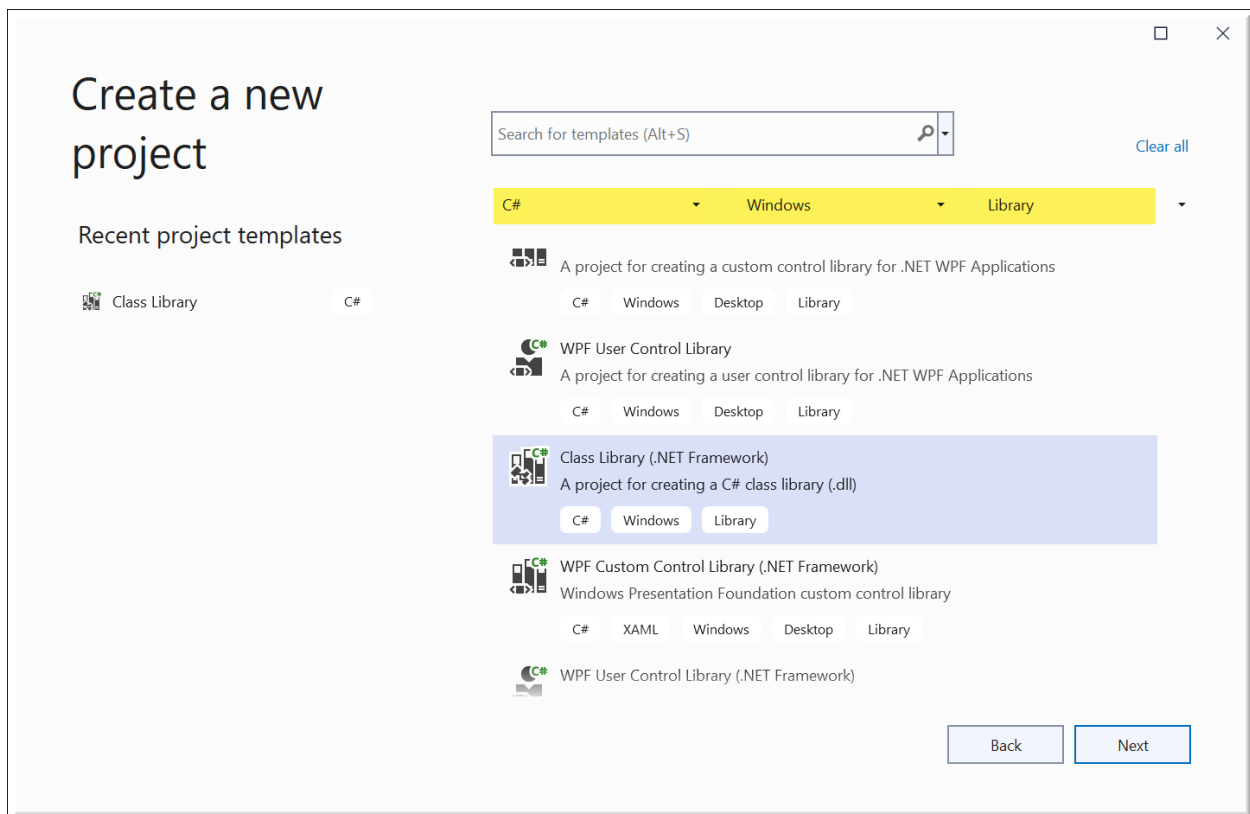 Create a new
project
Search for templates (Alt+S)
Clear all
C# Windows Library
Recent project templates
Class Library C#
A project for creating a custom control library for .NET WPF Applications
C# Windows Desktop Library
WPF User Control Library
A project for creating a user control library for .NET WPF Applications
C# Windows Desktop Library
Class Library (.NET Framework)
A project for creating a C# class library (.dll)
C# Windows Library
WPF Custom Control Library (.NET Framework)
Windows Presentation Foundation custom control library
C# XAML Windows Desktop Library
WPF User Control Library (.NET Framework)
Back Next